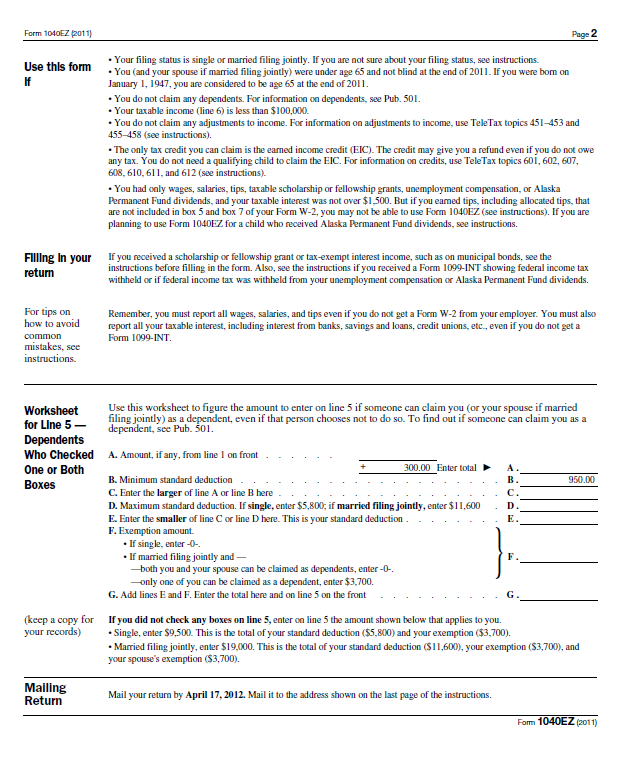 Form 1040EZ (2011) Page 2
Use this form if
• Your filing status is single or married filing jointly. If you are not sure about your filing status, see instructions.
• You (and your spouse if married filing jointly) were under age 65 and not blind at the end of 2011. If you were born on
January 1, 1947, you are considered to be age 65 at the end of 2011.
• You do not claim any dependents. For information on dependents, see Pub. 501.
• Your taxable income (line 6) is less than $100,000.
• You do not claim any adjustments to income. For information on adjustments to income, use TeleTax topics 451–453 and
455–458 (see instructions).
• The only tax credit you can claim is the earned income credit (EIC). The credit may give you a refund even if you do not owe
any tax. You do not need a qualifying child to claim the EIC. For information on credits, use TeleTax topics 601, 602, 607,
608, 610, 611, and 612 (see instructions).
• You had only wages, salaries, tips, taxable scholarship or fellowship grants, unemployment compensation, or Alaska
Permanent Fund dividends, and your taxable interest was not over $1,500. But if you earned tips, including allocated tips, that
are not included in box 5 and box 7 of your Form W-2, you may not be able to use Form 1040EZ (see instructions). If you are
planning to use Form 1040EZ for a child who received Alaska Permanent Fund dividends, see instructions.
Filling in your
return
If you received a scholarship or fellowship grant or tax-exempt interest income, such as on municipal bonds, see the
instructions before filling in the form. Also, see the instructions if you received a Form 1099-INT showing federal income tax
withheld or if federal income tax was withheld from your unemployment compensation or Alaska Permanent Fund dividends.
For tips on
how to avoid
common
mistakes, see
instructions.
Remember, you must report all wages, salaries, and tips even if you do not get a Form W-2 from your employer. You must also
report all your taxable interest, including interest from banks, savings and loans, credit unions, etc., even if you do not get a
Form 1099-INT.
Worksheet
for Line 5 —
Dependents
Who Checked
One or Both
Boxes
Use this worksheet to figure the amount to enter on line 5 if someone can claim you (or your spouse if married
filing jointly) as a dependent, even if that person chooses not to do so. To find out if someone can claim you as a
dependent, see Pub. 501.
A. Amount, if any, from line 1 on front . . . . . .
+ 300.00 Enter total ▶ A.
B. Minimum standard deduction . . . . . . . . . . . . . . . . . . . . B. 950.00
C. Enter the larger of line A or line B here . . . . . . . . . . . . . . . . . C.
D. Maximum standard deduction. If single, enter $5,800; if married filing jointly, enter $11,600 . D.
E. Enter the smaller of line C or line D here. This is your standard deduction . . . . . . . E.
F. Exemption amount.
• If single, enter -0-.
• If married filing jointly and —
—both you and your spouse can be claimed as dependents, enter -0-.
—only one of you can be claimed as a dependent, enter $3,700.
} F.
G. Add lines E and F. Enter the total here and on line 5 on the front . . . . . . . . . G.
(keep a copy for
your records)
If you did not check any boxes on line 5, enter on line 5 the amount shown below that applies to you.
• Single, enter $9,500. This is the total of your standard deduction ($5,800) and your exemption ($3,700).
• Married filing jointly, enter $19,000. This is the total of your standard deduction ($11,600), your exemption ($3,700), and
your spouse's exemption ($3,700).
Mailing
Return
Mail your return by April 17, 2012. Mail it to the address shown on the last page of the instructions.
Form 1040EZ (2011)